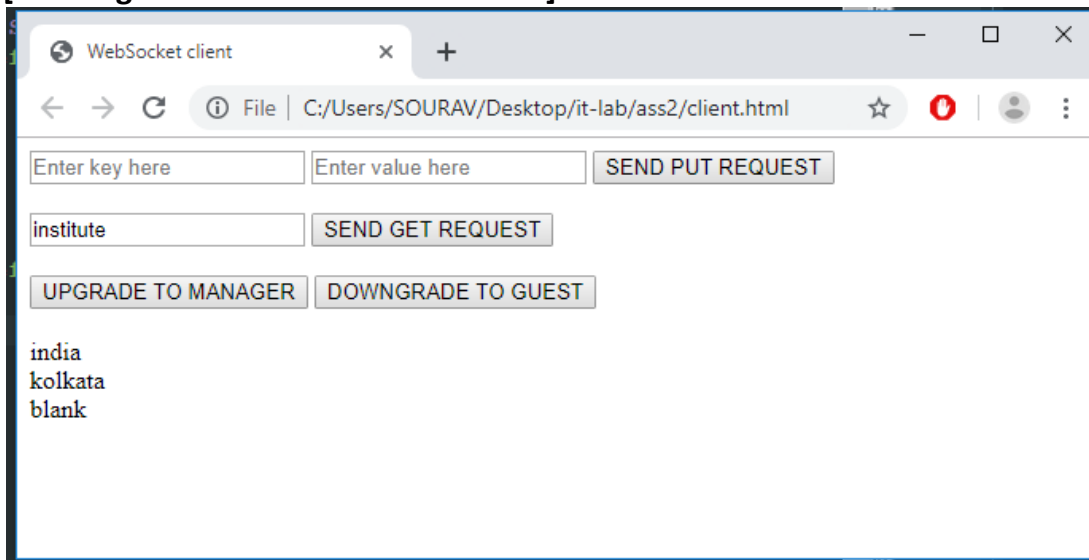 WebSocket client
File | C:/Users/SOURAV/Desktop/it-lab/ass2/client.html
Enter key here Enter value here SEND PUT REQUEST
institute SEND GET REQUEST
UPGRADE TO MANAGER DOWNGRADE TO GUEST
india
kolkata
blank